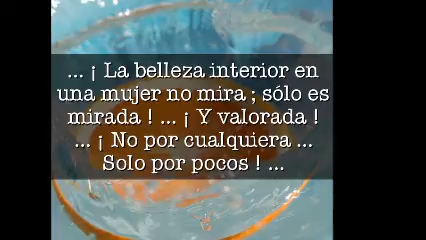 ... ¡ La belleza interior en
una mujer no mira ; sólo es
mirada ! ... ¡ Y valorada !
... ¡ No por cualquiera ...
Solo por pocos ! ...